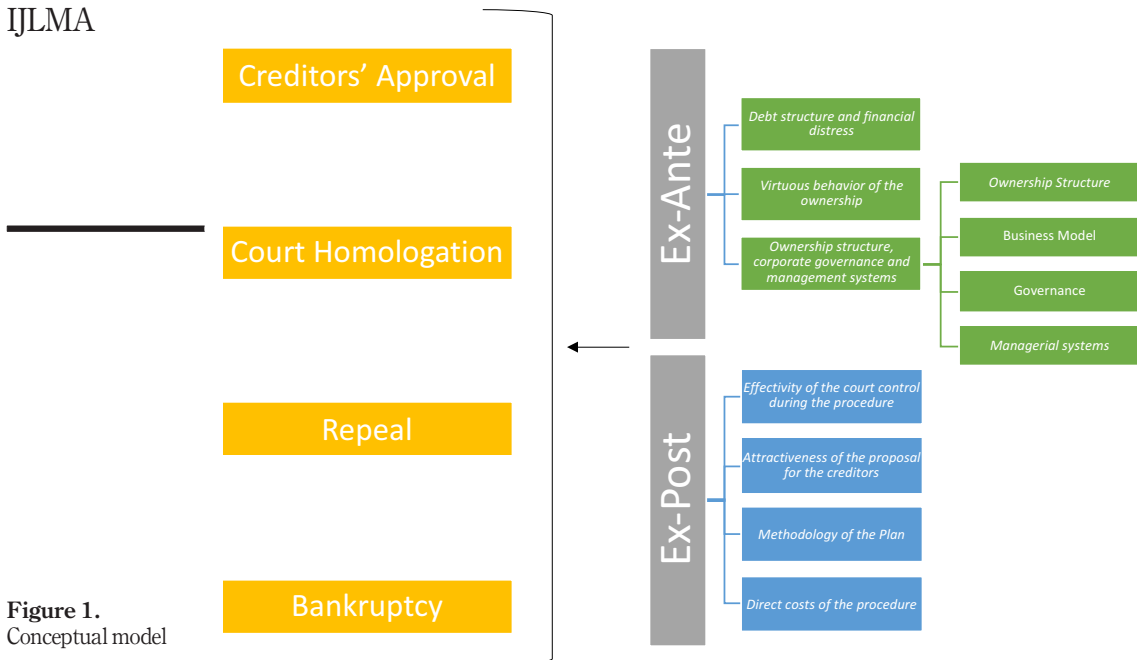 IJLMA
Creditors’ Approval
Court Homologation
Repeal
Bankruptcy
Figure 1.
Conceptual model
Ex-Ante
Debt structure and financial
distress
Virtuous behavior of the
ownership
Ownership structure,
corporate governance and
management systems
Ownership Structure
Business Model
Governance
Managerial systems
Ex-Post
Effectivity of the court control
during the procedure
Attractiveness of the proposal
for the creditors
Methodology of the Plan
Direct costs of the procedure